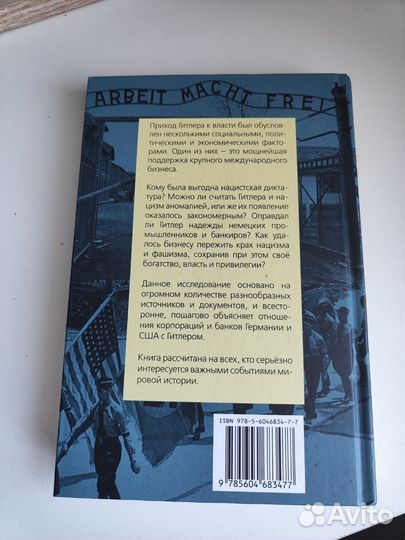 ARBEIT MACHT FREI
Приход Гитлера к власти был обуслов-
лен несколькими социальными, поли-
тическими и экономическими факто-
рами. Один из них – это мощнейшая
поддержка крупного международного
бизнеса.
Кому была выгодна нацистская дикта-
тура? Можно ли считать Гитлера и на-
цизм аномалией, или же их появление
оказалось закономерным? Оправдал
ли Гитлер надежды немецких про-
мышленников и банкиров? Как уда-
лось бизнесу пережить крах нацизма
и фашизма, сохранив при этом своё
богатство, власть и привилегии?
Данное исследование основано на
огромном количестве разнообразных
источников и документов, и всесто-
ронне, пошагово объясняет отноше-
ния корпораций и банков Германии и
США с Гитлером.
Книга рассчитана на всех, кто серьёзно
интересуется важными событиями ми-
ровой истории.
ISBN 978-5-6046834-7-7
9 785604 683477
Avito